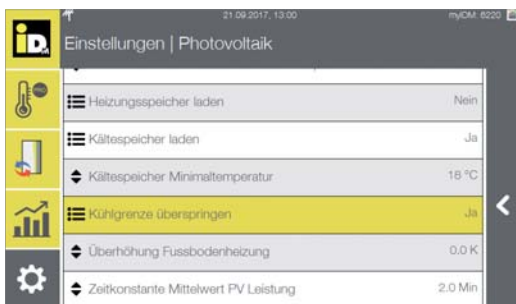 21.09.2017, 13:00
myIDM: 6220
iD
M
Einstellungen | Photovoltaik
PRO
Heizungsspeicher laden
Nein
Kältespeicher laden
Ja
Kältespeicher Minimaltemperatur
18 °C
Kühlgrenze überspringen
Ja
Überhöhung Fussbodenheizung
0.0 K
Zeitkonstante Mittelwert PV Leistung
2.0 Min